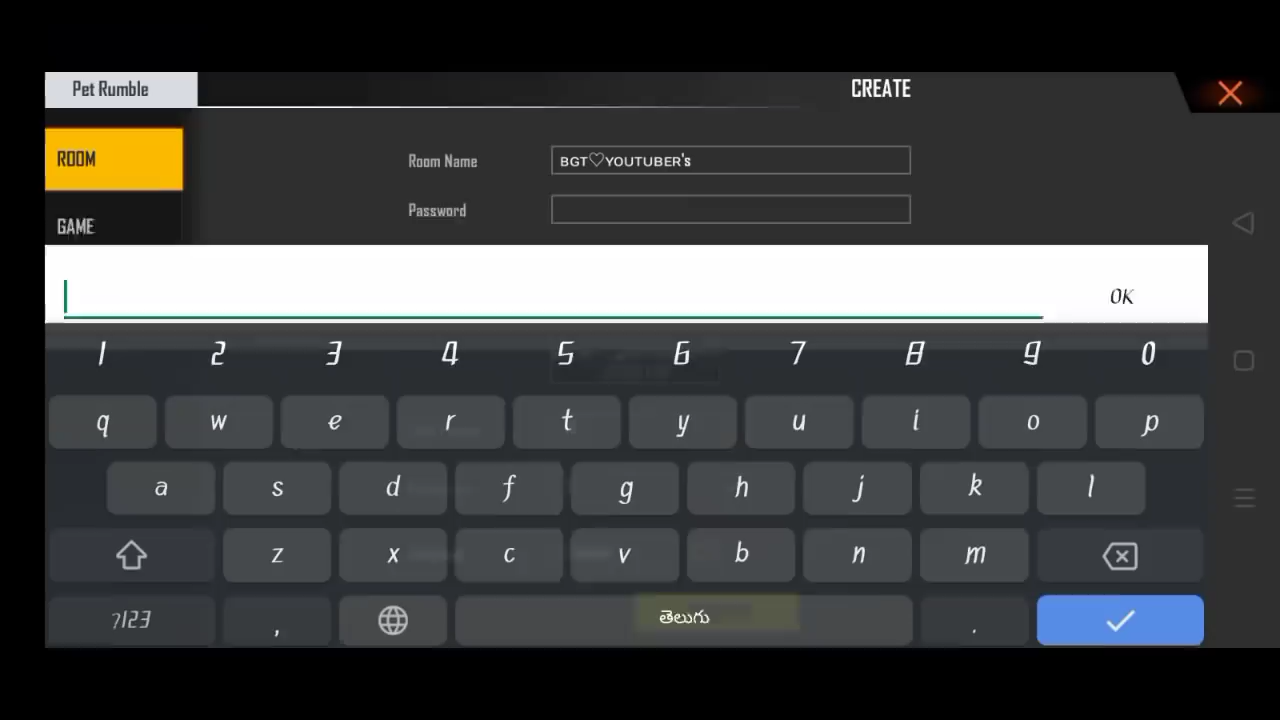 Pet Rumble
CREATE
ROOM
Room Name
BGT♡YOUTUBER's
Password
GAME
OK
1 2 3 4 5 6 7 8 9 0
q w e r t y u i o p
a s d f g h j k l
z x c v b n m
?123 , తెలుగు .